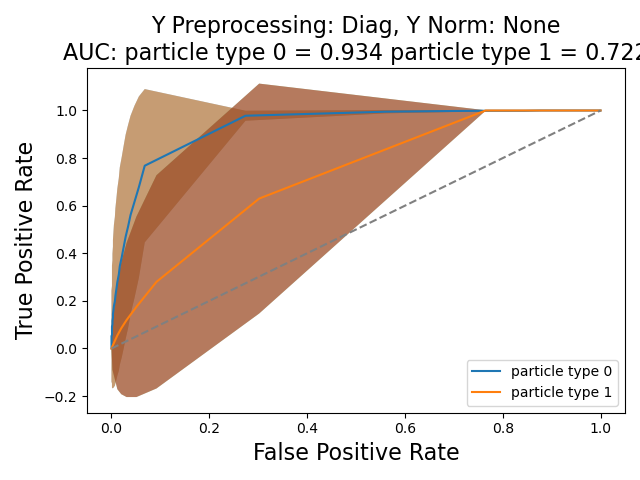 Y Preprocessing: Diag, Y Norm: None
AUC: particle type 0 = 0.934 particle type 1 = 0.722
True Positive Rate
1.0
0.8
0.6
0.4
0.2
0.0
−0.2
particle type 0
particle type 1
0.0 0.2 0.4 0.6 0.8 1.0
False Positive Rate